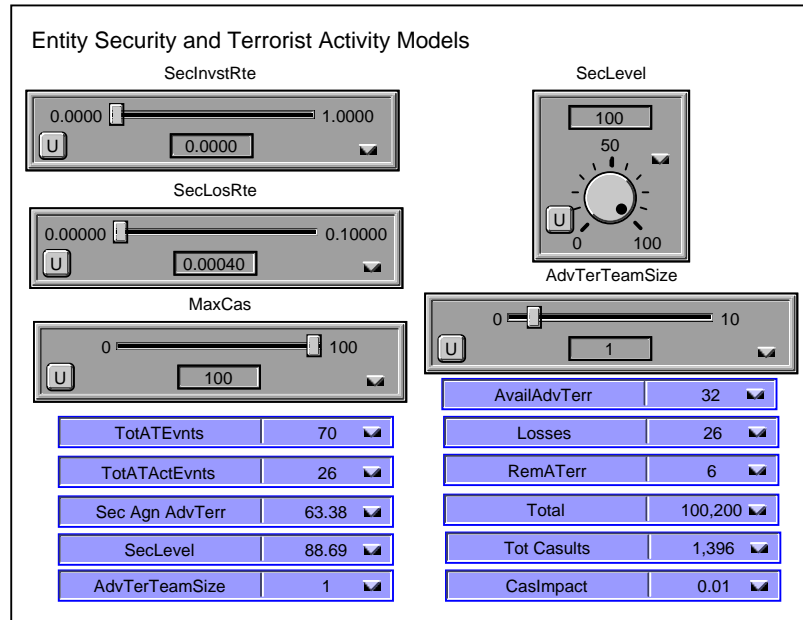 Entity Security and Terrorist Activity Models
SecInvstRte
0.0000 1.0000
U 0.0000
SecLosRte
0.00000 0.10000
U 0.00040
MaxCas
0 100
U 100
SecLevel
100
50
U
0 100
AdvTerTeamSize
0 10
U 1
TotATEvnts 70
TotATActEvnts 26
Sec Agn AdvTerr 63.38
SecLevel 88.69
AdvTerTeamSize 1
AvailAdvTerr 32
Losses 26
RemATerr 6
Total 100,200
Tot Casults 1,396
CasImpact 0.01